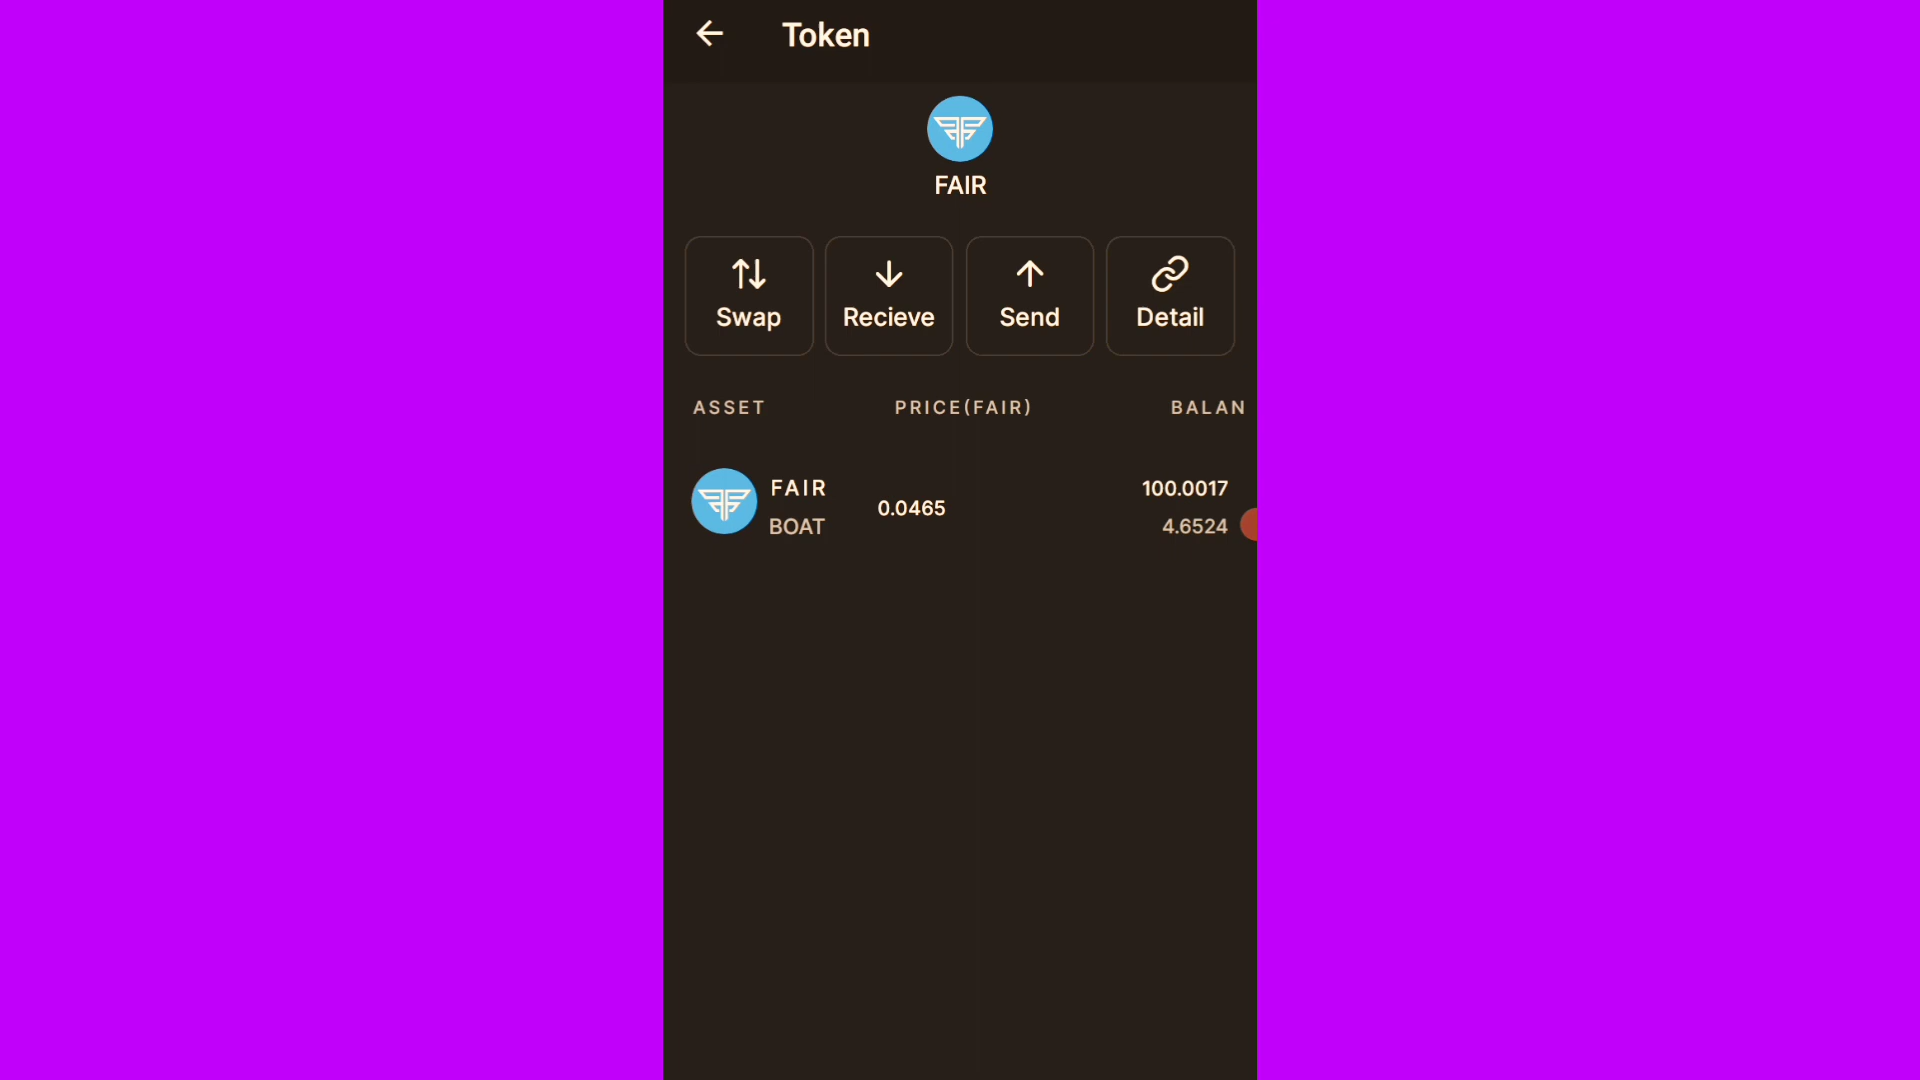 Token
FAIR
Swap Recieve Send Detail
ASSET PRICE(FAIR) BALAN
FAIR 100.0017
0.0465
BOAT 4.6524